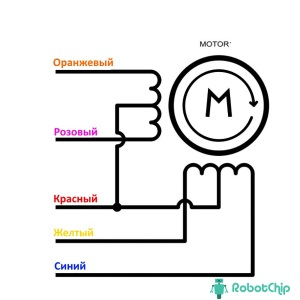 MOTOR
Оранжевый
M
Розовый
Красный
Желтый
Синий
RobotChip